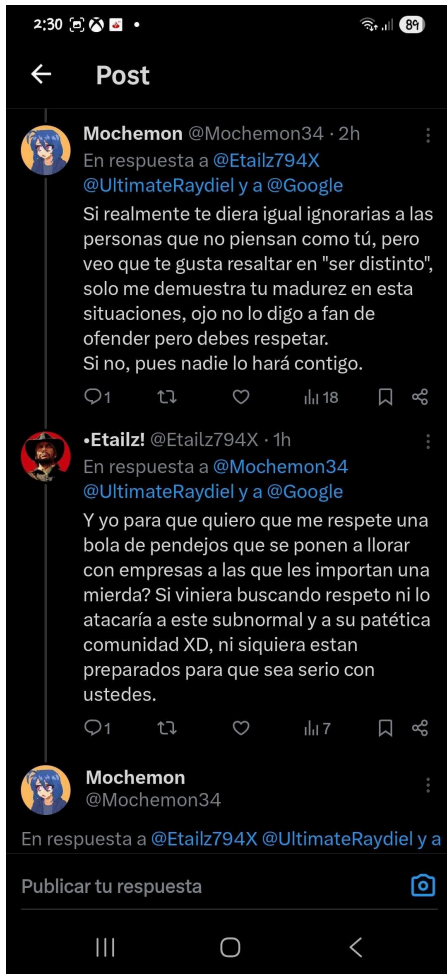 2:30
89
Post
Mochemon @Mochemon34 · 2h
En respuesta a @Etailz794X
@UltimateRaydiel y a @Google
Si realmente te diera igual ignorarias a las
personas que no piensan como tú, pero
veo que te gusta resaltar en "ser distinto",
solo me demuestra tu madurez en esta
situaciones, ojo no lo digo a fan de
ofender pero debes respetar.
Si no, pues nadie lo hará contigo.
1
18
•Etailz! @Etailz794X · 1h
En respuesta a @Mochemon34
@UltimateRaydiel y a @Google
Y yo para que quiero que me respete una
bola de pendejos que se ponen a llorar
con empresas a las que les importan una
mierda? Si viniera buscando respeto ni lo
atacaría a este subnormal y a su patética
comunidad XD, ni siquiera estan
preparados para que sea serio con
ustedes.
1
7
Mochemon
@Mochemon34
En respuesta a @Etailz794X @UltimateRaydiel y a
Publicar tu respuesta